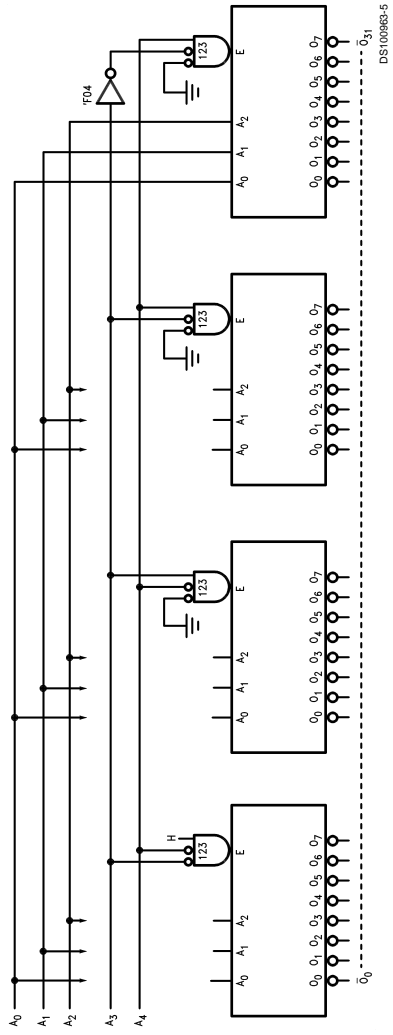 A0
A1
A2
A3
A4
H
123
A0 A1 A2 E
O0 O1 O2 O3 O4 O5 O6 O7
123
A0 A1 A2 E
O0 O1 O2 O3 O4 O5 O6 O7
123
A0 A1 A2 E
O0 O1 O2 O3 O4 O5 O6 O7
'F04
123
A0 A1 A2 E
O0 O1 O2 O3 O4 O5 O6 O7
Ō0
Ō31
DS100963-5